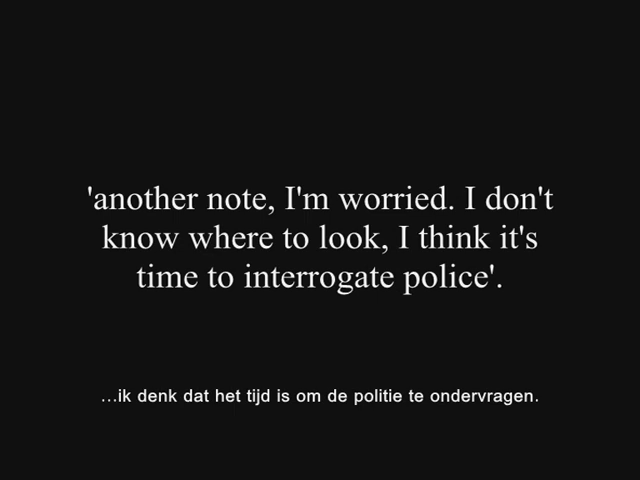 'another note, I'm worried. I don't
know where to look, I think it's
time to interrogate police'.
...ik denk dat het tijd is om de politie te ondervragen.